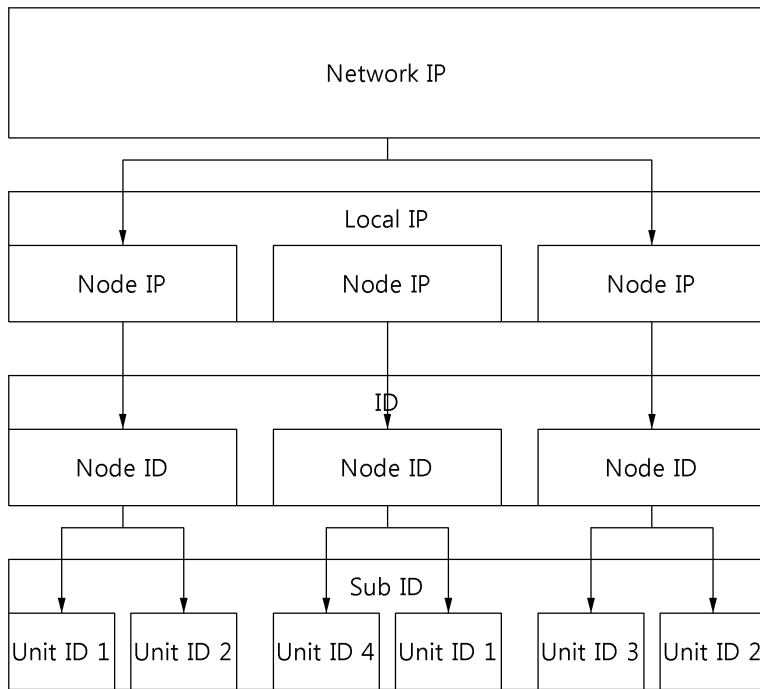 Network IP
Local IP
Node IP
Node IP
Node IP
ID
Node ID
Node ID
Node ID
Sub ID
Unit ID 1
Unit ID 2
Unit ID 4
Unit ID 1
Unit ID 3
Unit ID 2